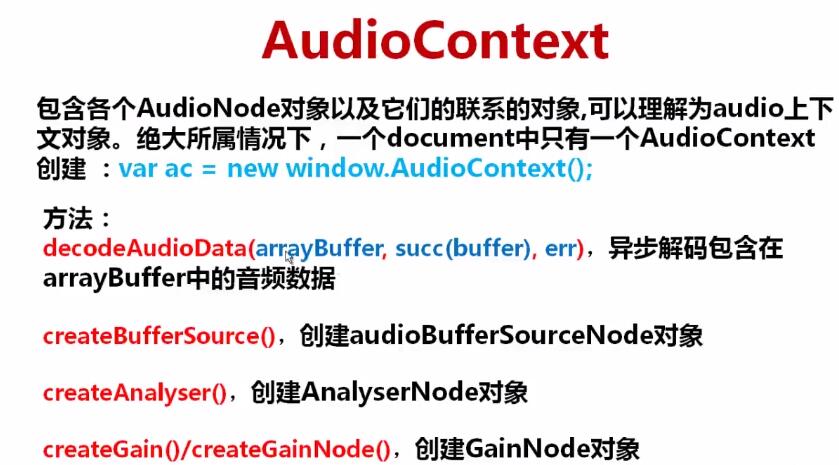 AudioContext
包含各个AudioNode对象以及它们的联系的对象,可以理解为audio上下
文对象。绝大所属情况下，一个document中只有一个AudioContext
创建 ：var ac = new window.AudioContext();
方法：
decodeAudioData(arrayBuffer, succ(buffer), err)，异步解码包含在
arrayBuffer中的音频数据
createBufferSource()，创建audioBufferSourceNode对象
createAnalyser()，创建AnalyserNode对象
createGain()/createGainNode()，创建GainNode对象